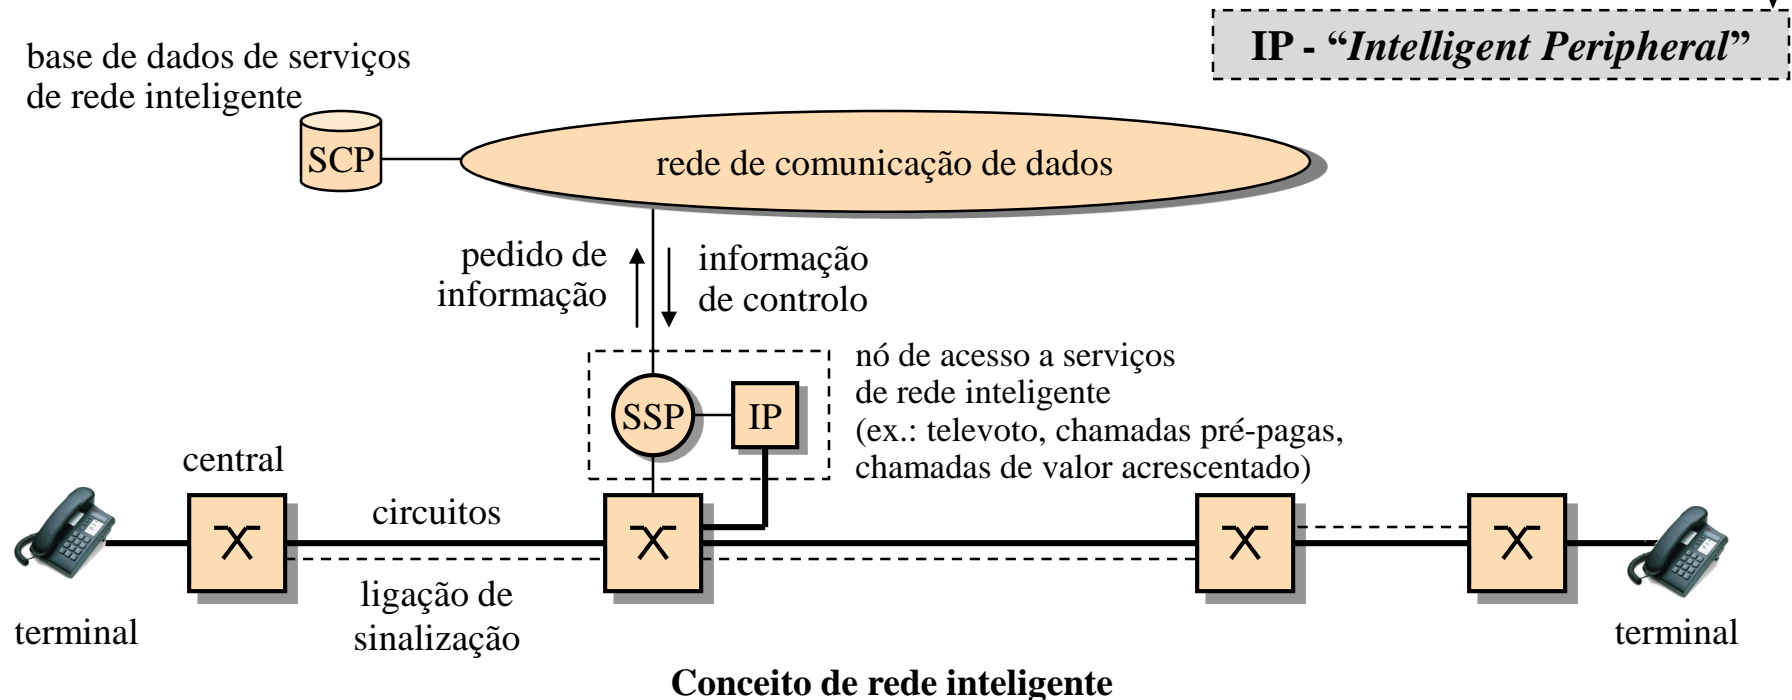 IP - “Intelligent Peripheral”
base de dados de serviços
de rede inteligente
SCP
rede de comunicação de dados
pedido de
informação
informação
de controlo
SSP
IP
nó de acesso a serviços
de rede inteligente
(ex.: televoto, chamadas pré-pagas,
chamadas de valor acrescentado)
central
circuitos
ligação de
sinalização
terminal
terminal
Conceito de rede inteligente